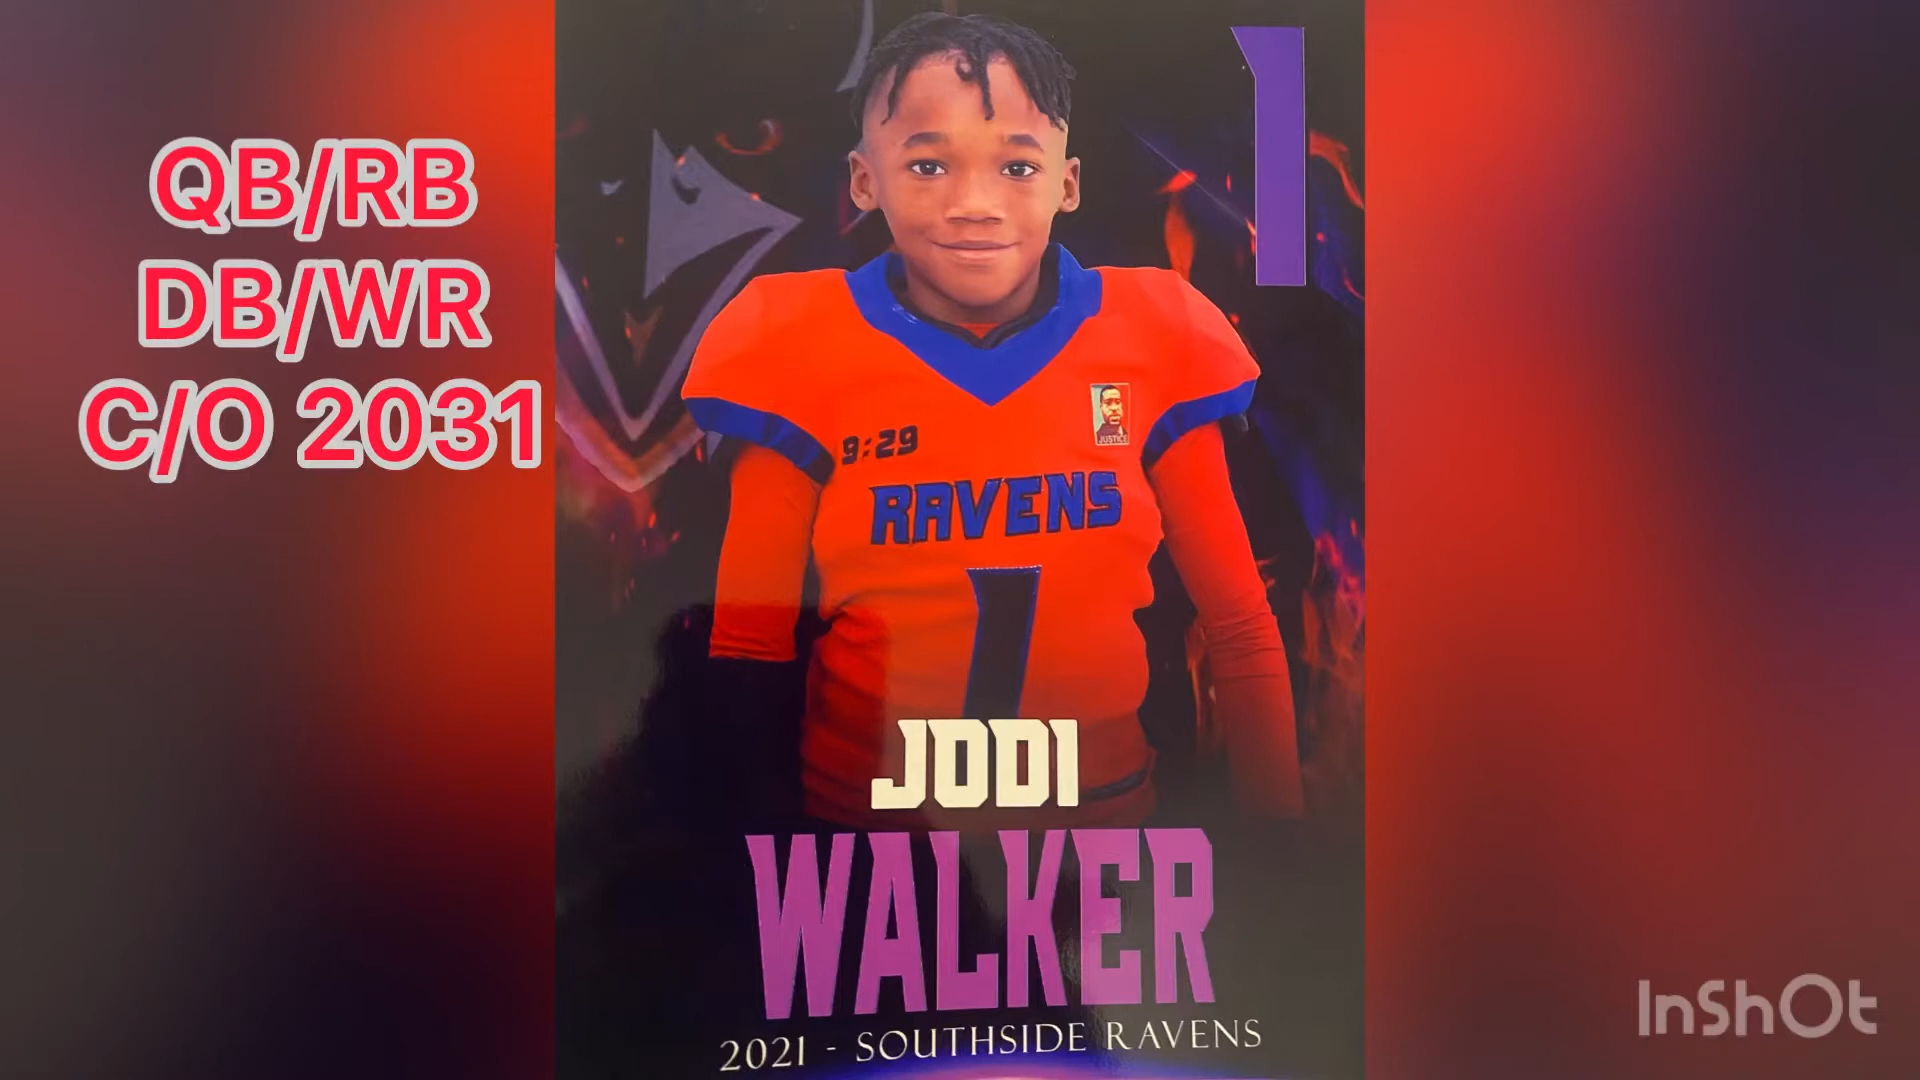 QB/RB
DB/WR
C/O 2031
1
9:29
JUSTICE
RAVENS
1
JODI
WALKER
2021 - SOUTHSIDE RAVENS
InShOt